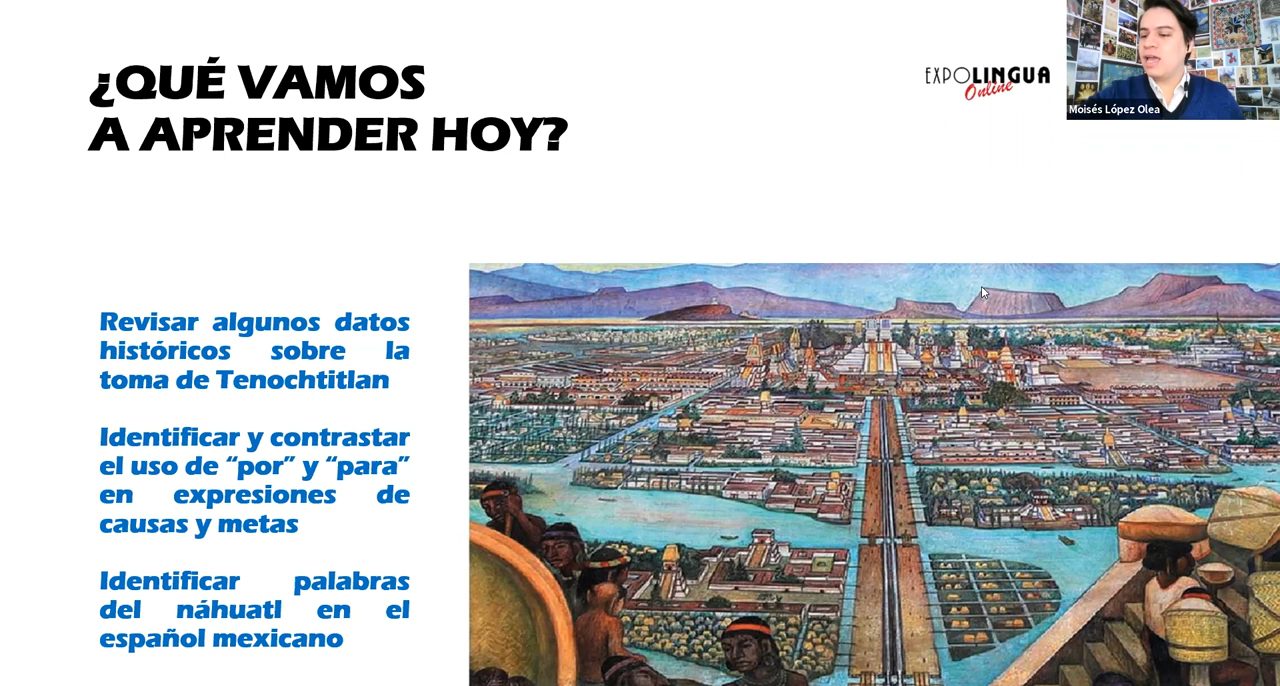 ¿QUÉ VAMOS
A APRENDER HOY?
EXPOLINGUA
Online
Moisés López Olea
Revisar algunos datos
históricos sobre la
toma de Tenochtitlan
Identificar y contrastar
el uso de “por” y “para”
en expresiones de
causas y metas
Identificar palabras
del náhuatl en el
español mexicano